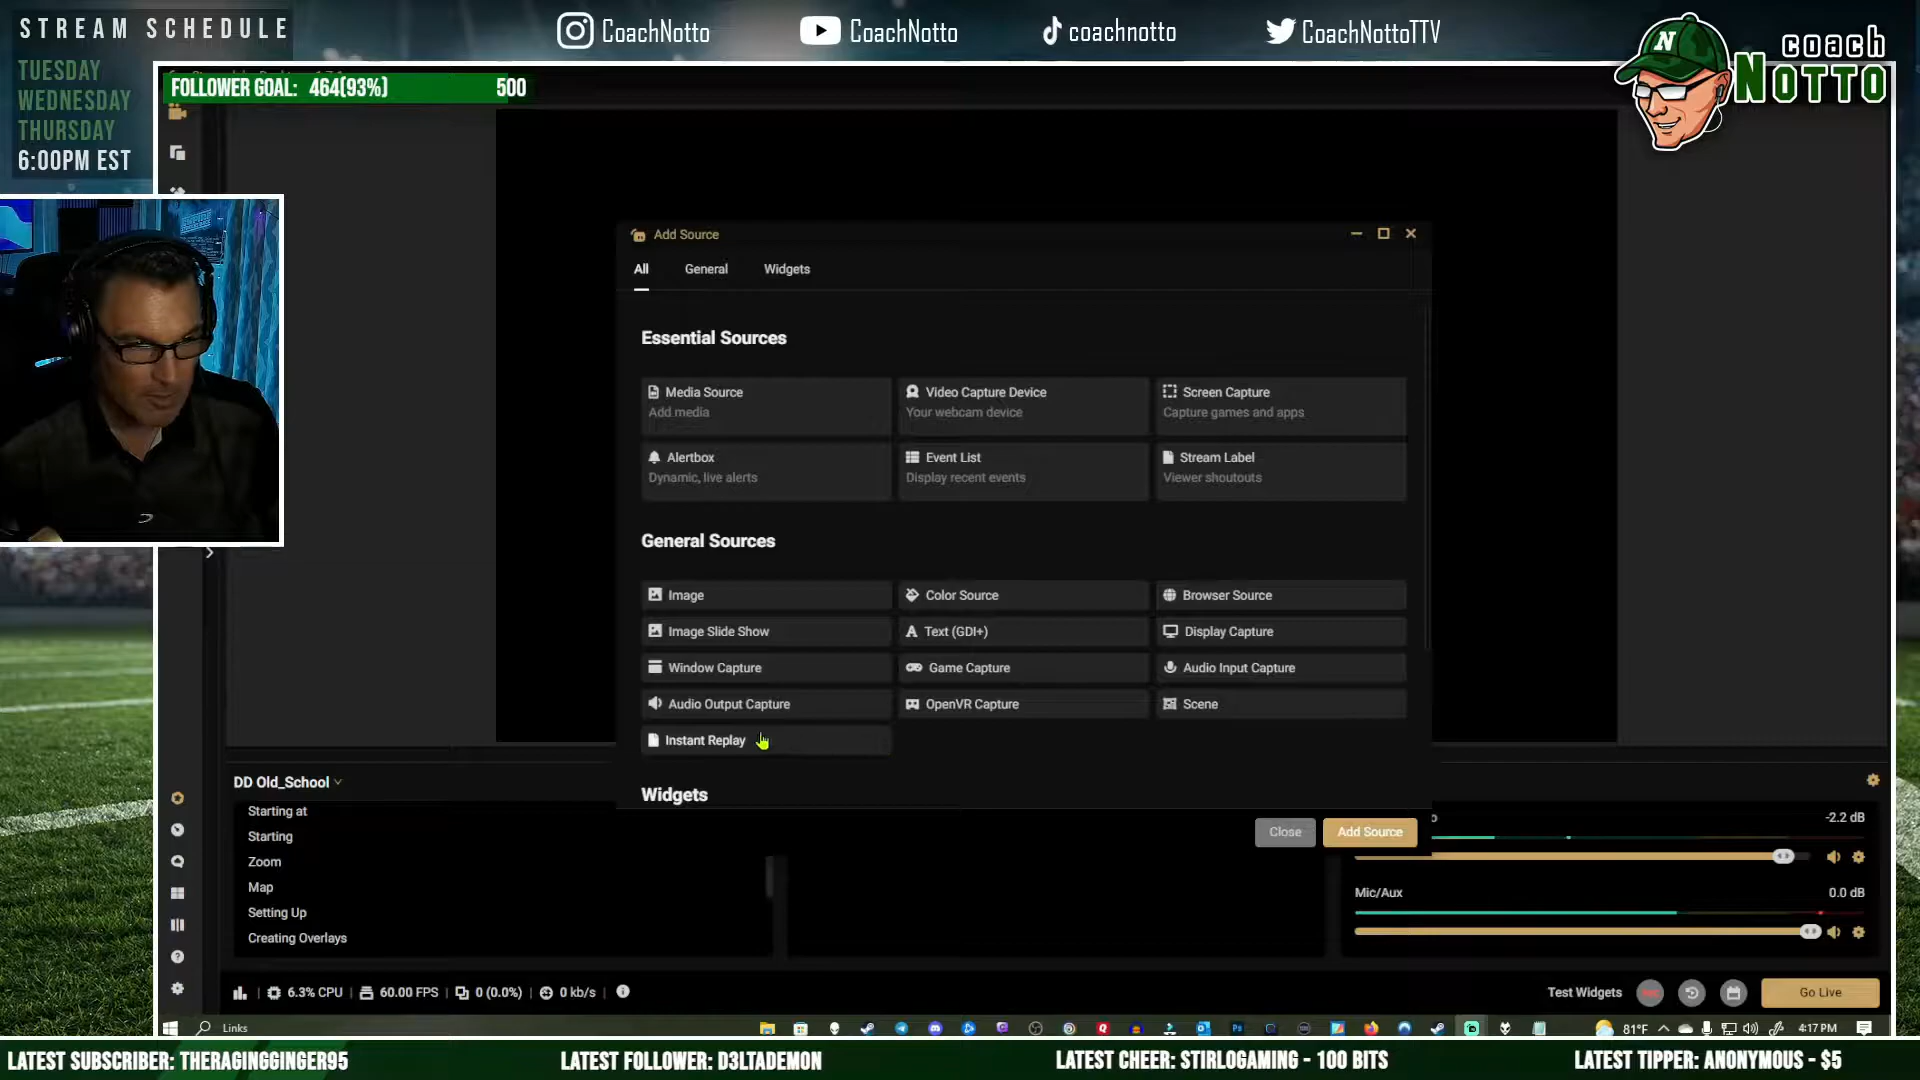 STREAM SCHEDULE
TUESDAY
WEDNESDAY
THURSDAY
6:00PM EST
CoachNotto
CoachNotto
coachnotto
CoachNottoTTV
N
coach
NOTTO
FOLLOWER GOAL: 464(93%) 500
Add Source
All General Widgets
Essential Sources
Media Source
Add media
Video Capture Device
Your webcam device
Screen Capture
Capture games and apps
Alertbox
Dynamic, live alerts
Event List
Display recent events
Stream Label
Viewer shoutouts
General Sources
Image
Color Source
Browser Source
Image Slide Show
Text (GDI+)
Display Capture
Window Capture
Game Capture
Audio Input Capture
Audio Output Capture
OpenVR Capture
Scene
Instant Replay
Widgets
Close
Add Source
DD Old_School
Starting at
Starting
Zoom
Map
Setting Up
Creating Overlays
-2.2 dB
Mic/Aux 0.0 dB
6.3% CPU 60.00 FPS 0 (0.0%) 0 kb/s
Test Widgets
REC
Go Live
Links
81°F
4:17 PM
LATEST SUBSCRIBER: THERAGINGGINGER95
LATEST FOLLOWER: D3LTADEMON
LATEST CHEER: STIRLOGAMING - 100 BITS
LATEST TIPPER: ANONYMOUS - $5